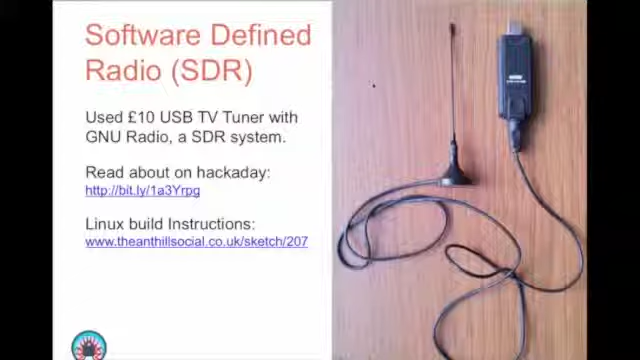 Software Defined
Radio (SDR)
Used £10 USB TV Tuner with
GNU Radio, a SDR system.
Read about on hackaday:
http://bit.ly/1a3Yrpg
Linux build Instructions:
www.theanthillsocial.co.uk/sketch/207